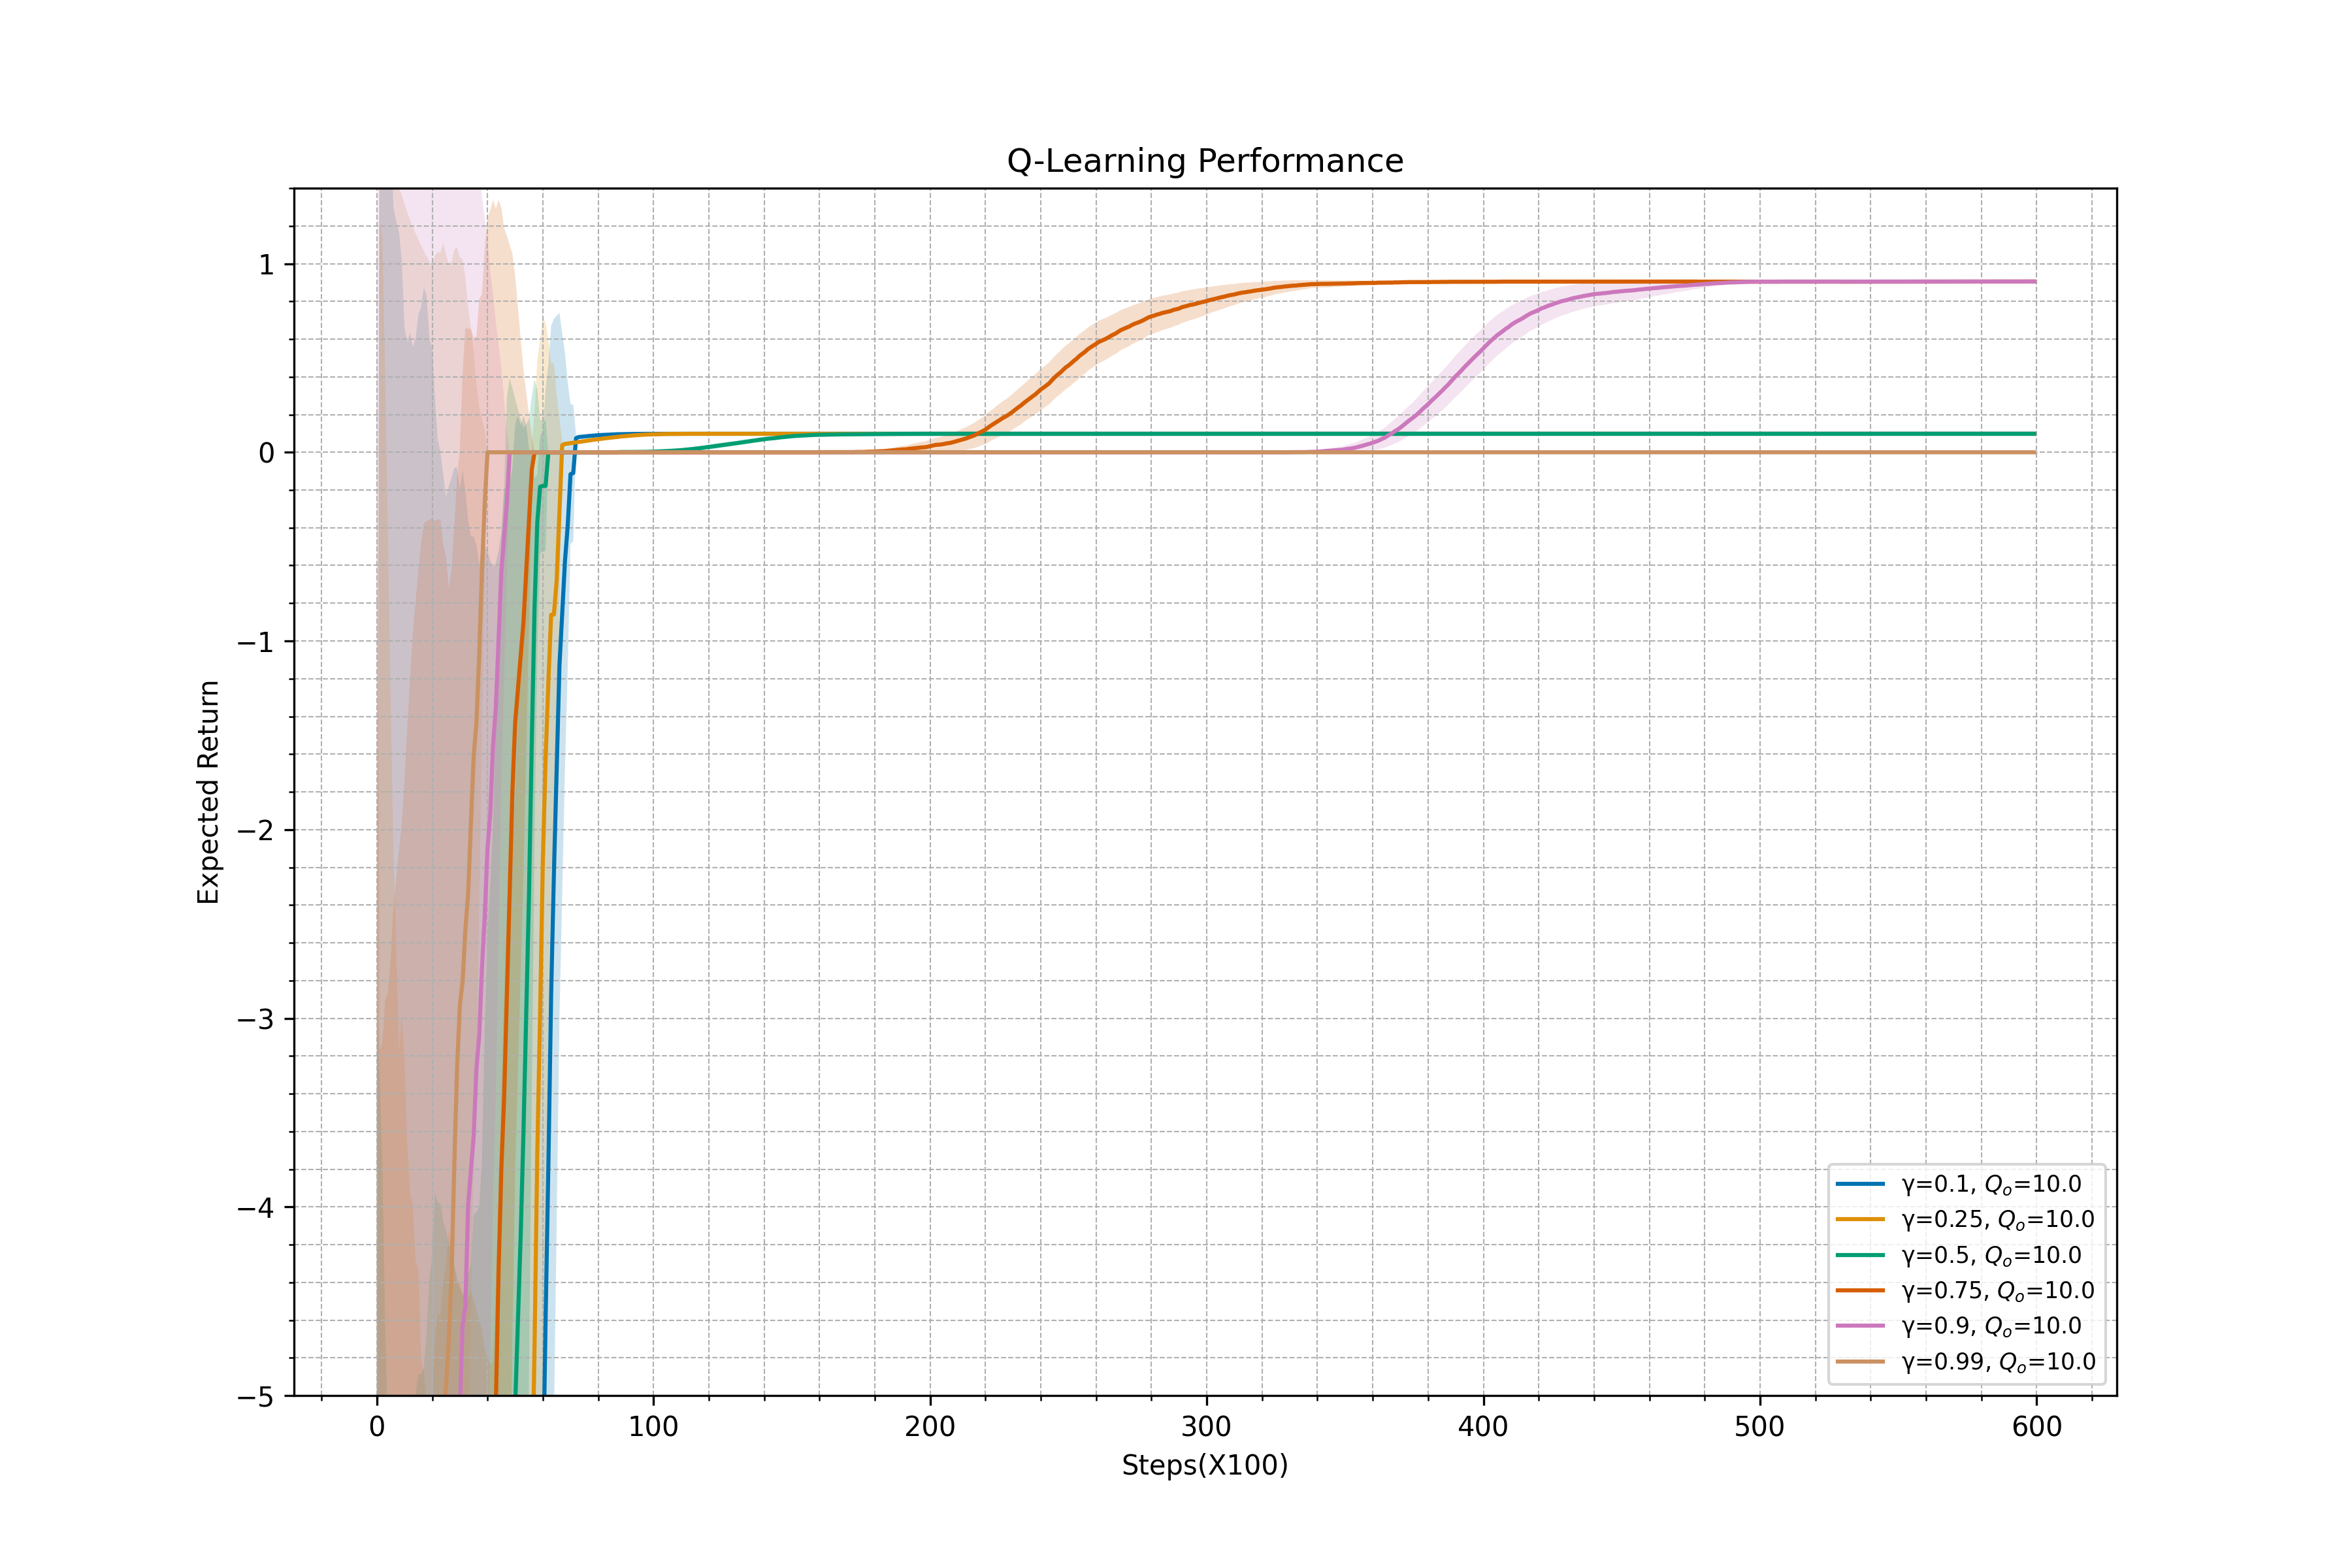 Q-Learning Performance
Expected Return
1
0
−1
−2
−3
−4
−5
0 100 200 300 400 500 600
Steps(X100)
γ=0.1, Qo=10.0
γ=0.25, Qo=10.0
γ=0.5, Qo=10.0
γ=0.75, Qo=10.0
γ=0.9, Qo=10.0
γ=0.99, Qo=10.0